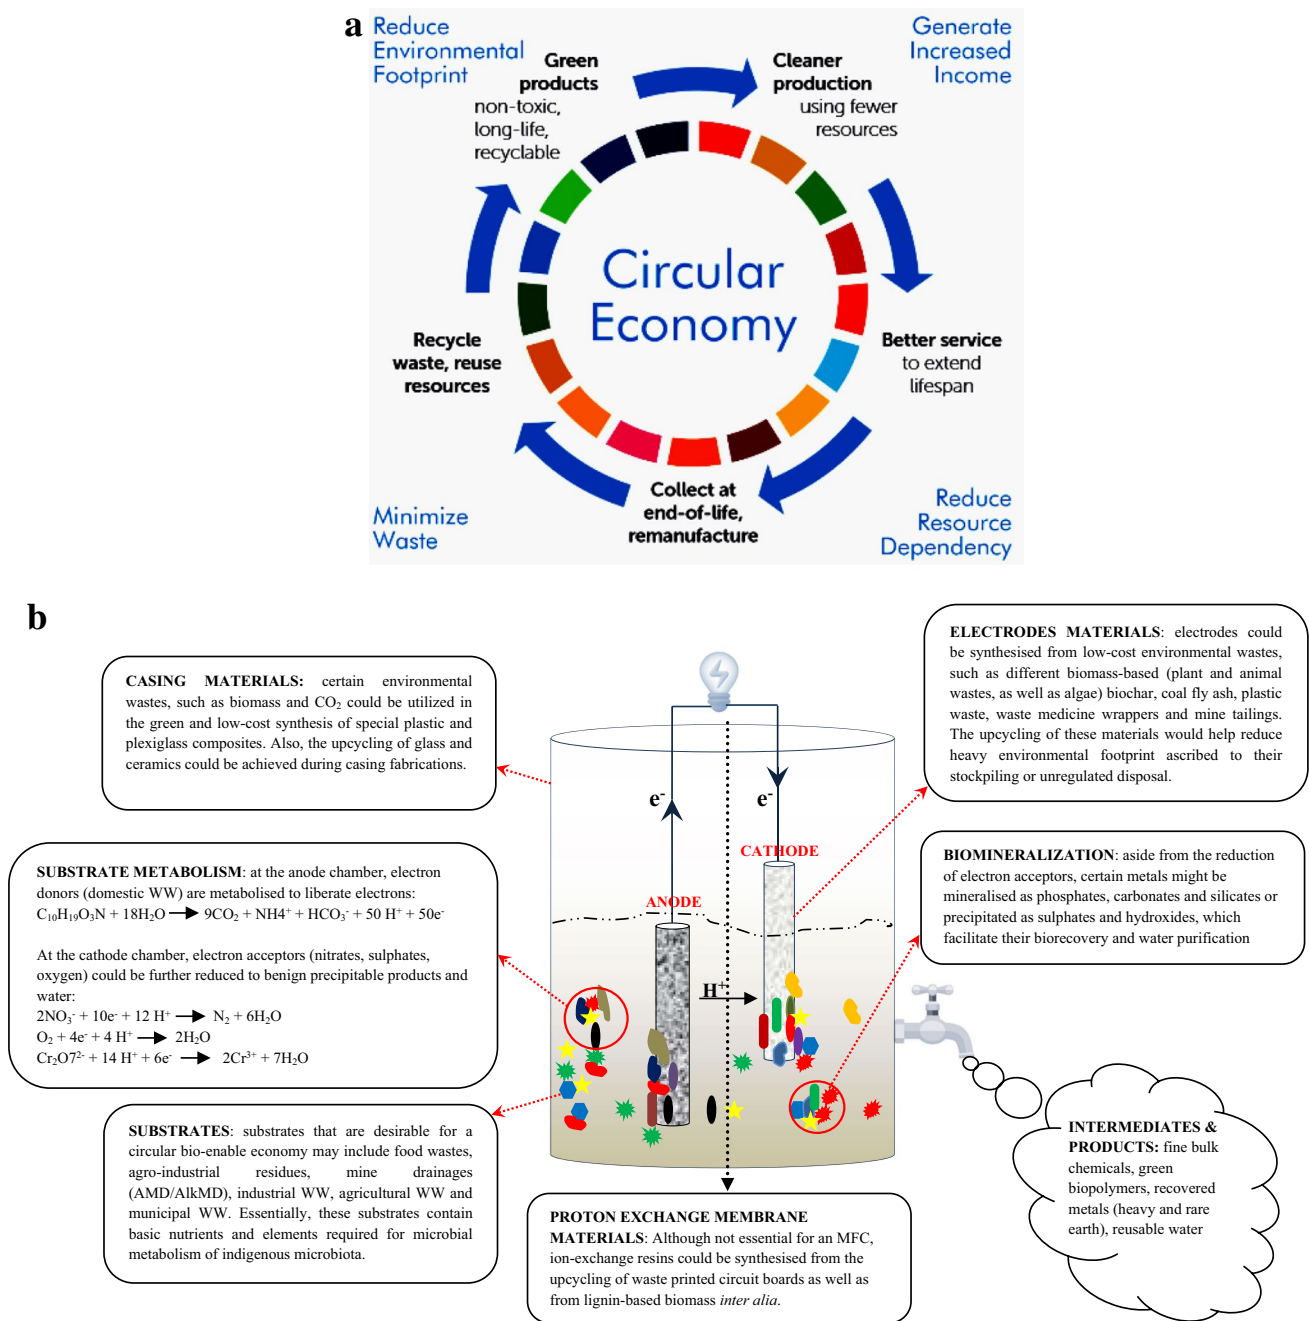 a
Reduce
Environmental
Footprint
Generate
Increased
Income
Green
products
non-toxic,
long-life,
recyclable
Cleaner
production
using fewer
resources
Circular
Economy
Recycle
waste, reuse
resources
Better service
to extend
lifespan
Collect at
end-of-life,
remanufacture
Minimize
Waste
Reduce
Resource
Dependency
b
CASING MATERIALS: certain environmental
wastes, such as biomass and CO₂ could be utilized in
the green and low-cost synthesis of special plastic and
plexiglass composites. Also, the upcycling of glass and
ceramics could be achieved during casing fabrications.
ELECTRODES MATERIALS: electrodes could
be synthesised from low-cost environmental wastes,
such as different biomass-based (plant and animal
wastes, as well as algae) biochar, coal fly ash, plastic
waste, waste medicine wrappers and mine tailings.
The upcycling of these materials would help reduce
heavy environmental footprint ascribed to their
stockpiling or unregulated disposal.
e⁻
e⁻
CATHODE
ANODE
H⁺
SUBSTRATE METABOLISM: at the anode chamber, electron
donors (domestic WW) are metabolised to liberate electrons:
C₁₀H₁₉O₃N + 18H₂O → 9CO₂ + NH4⁺ + HCO₃⁻ + 50 H⁺ + 50e⁻
At the cathode chamber, electron acceptors (nitrates, sulphates,
oxygen) could be further reduced to benign precipitable products and
water:
2NO₃⁻ + 10e⁻ + 12 H⁺ → N₂ + 6H₂O
O₂ + 4e⁻ + 4 H⁺ → 2H₂O
Cr₂O7²⁻ + 14 H⁺ + 6e⁻ → 2Cr³⁺ + 7H₂O
BIOMINERALIZATION: aside from the reduction
of electron acceptors, certain metals might be
mineralised as phosphates, carbonates and silicates or
precipitated as sulphates and hydroxides, which
facilitate their biorecovery and water purification
SUBSTRATES: substrates that are desirable for a
circular bio-enable economy may include food wastes,
agro-industrial residues, mine drainages
(AMD/AlkMD), industrial WW, agricultural WW and
municipal WW. Essentially, these substrates contain
basic nutrients and elements required for microbial
metabolism of indigenous microbiota.
PROTON EXCHANGE MEMBRANE
MATERIALS: Although not essential for an MFC,
ion-exchange resins could be synthesised from the
upcycling of waste printed circuit boards as well as
from lignin-based biomass inter alia.
INTERMEDIATES &
PRODUCTS: fine bulk
chemicals, green
biopolymers, recovered
metals (heavy and rare
earth), reusable water